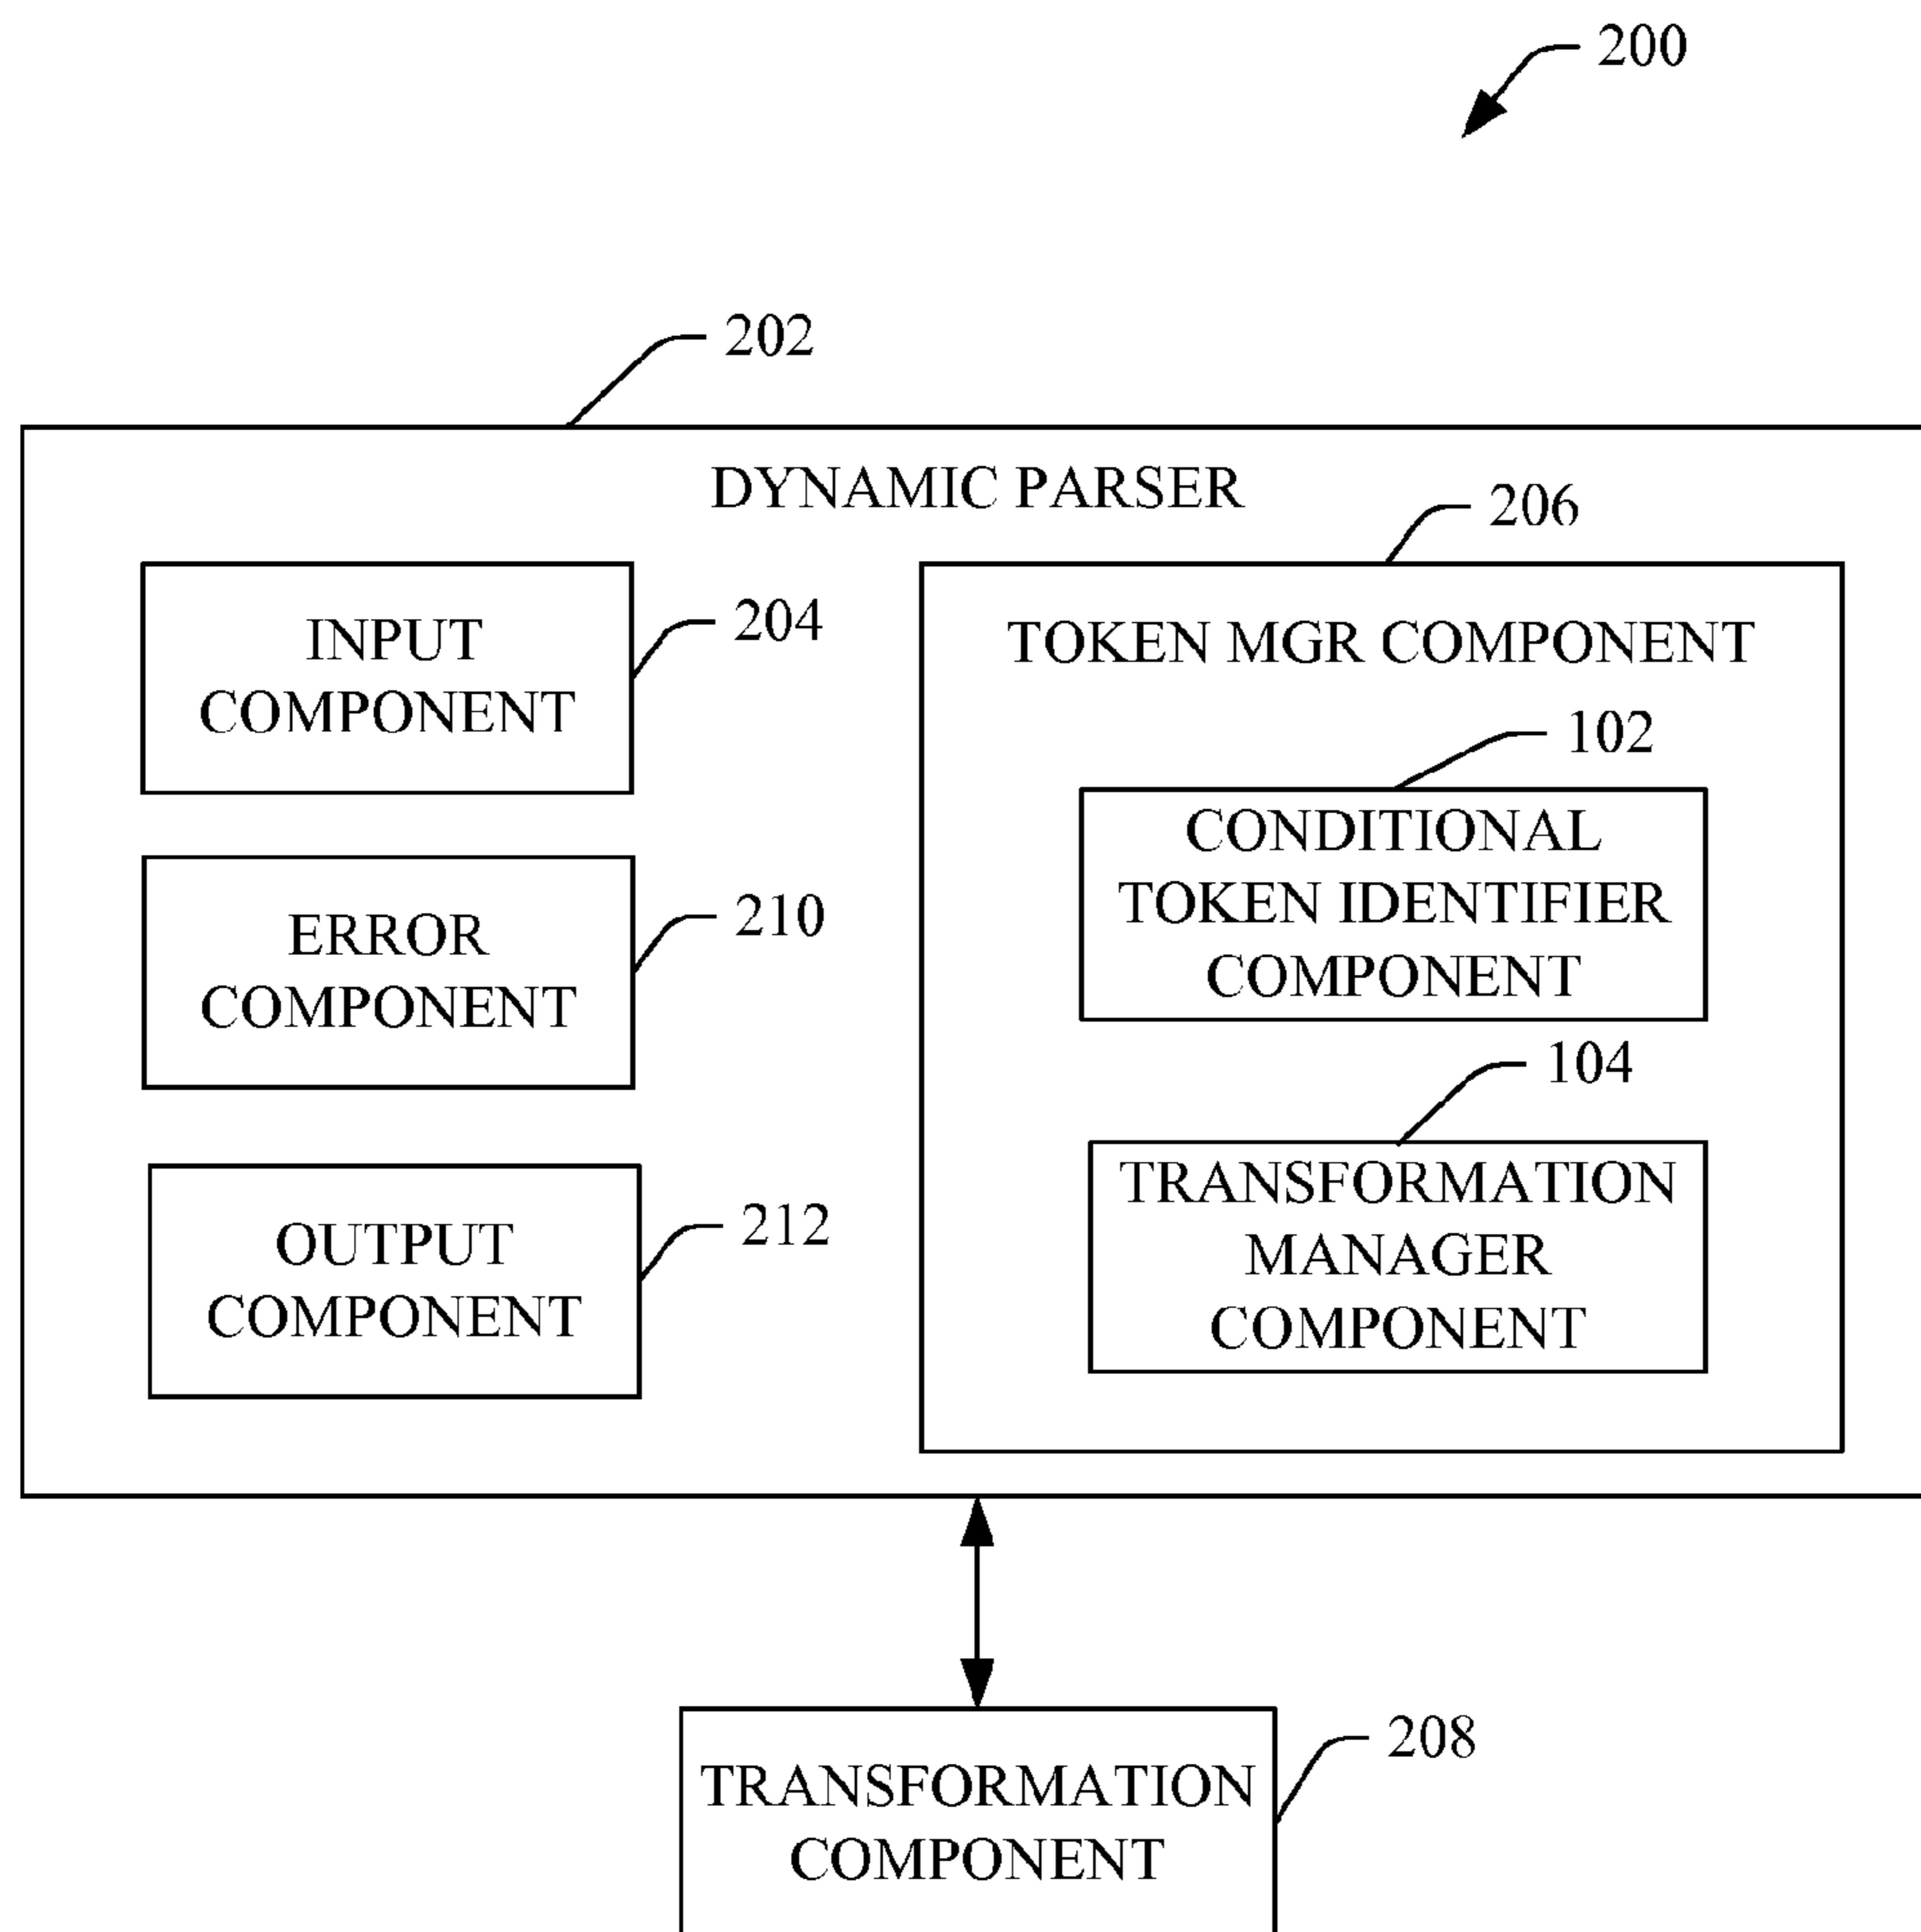 200
202
DYNAMIC PARSER
206
INPUT
COMPONENT
204
TOKEN MGR COMPONENT
102
CONDITIONAL
TOKEN IDENTIFIER
COMPONENT
ERROR
COMPONENT
210
104
TRANSFORMATION
MANAGER
COMPONENT
OUTPUT
COMPONENT
212
208
TRANSFORMATION
COMPONENT